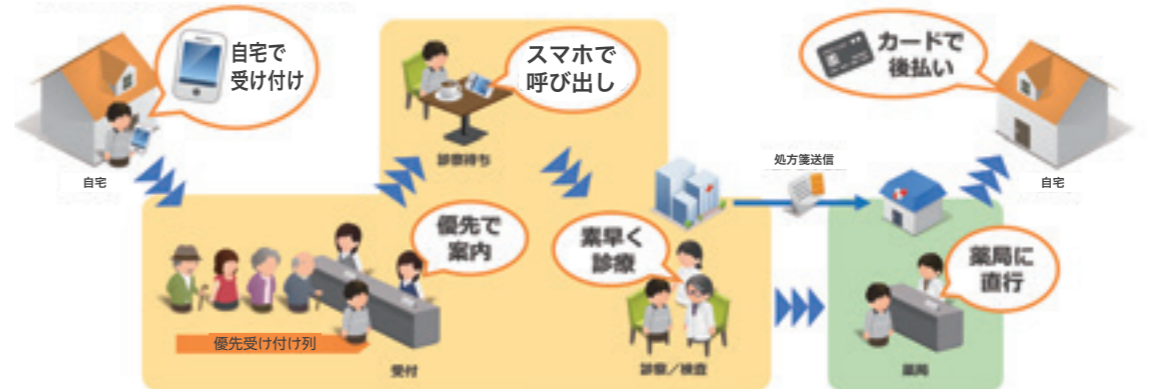 自宅で
受け付け
自宅
スマホで
呼び出し
診察待ち
カードで
後払い
自宅
処方箋送信
優先で
案内
優先受け付け列
受付
素早く
診療
診察／検査
薬局に
直行
薬局